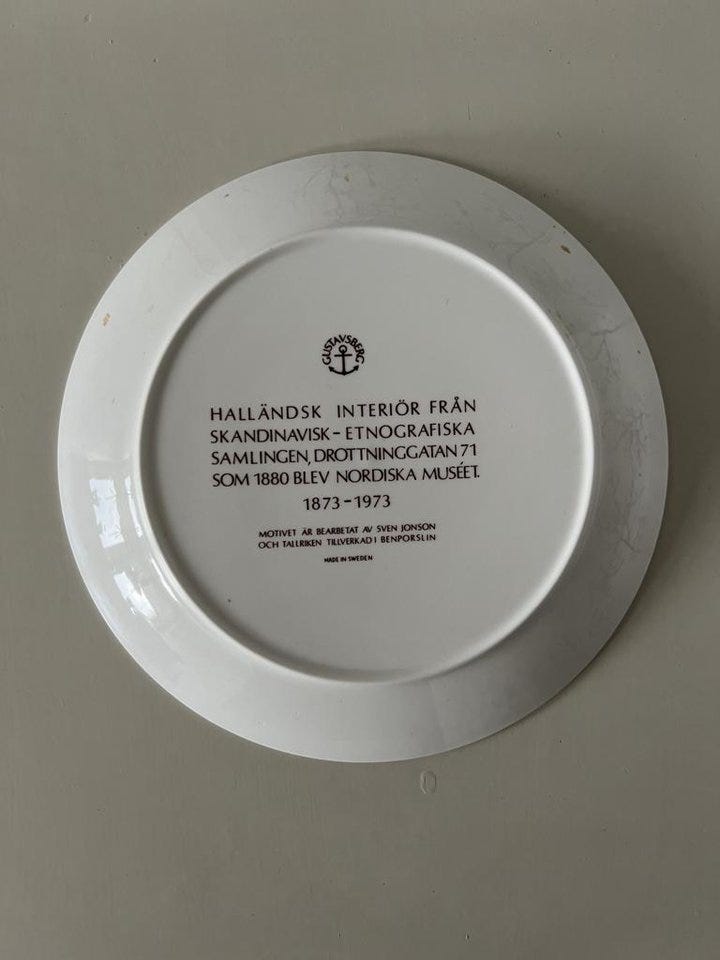 GUSTAVSBERG
HALLÄNDSK INTERIÖR FRÅN
SKANDINAVISK-ETNOGRAFISKA
SAMLINGEN, DROTTNINGGATAN 71
SOM 1880 BLEV NORDISKA MUSÉET.
1873-1973
MOTIVET ÄR BEARBETAT AV SVEN JONSON
OCH TALLRIKEN TILLVERKAD I BENPORSLIN
MADE IN SWEDEN